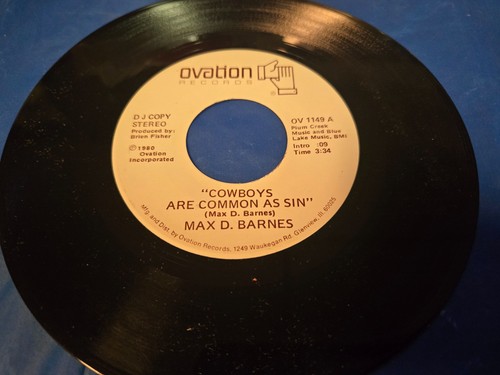 ovation
RECORDS
®
DJ COPY
STEREO
Produced by:
Brien Fisher
℗1980
Ovation
Incorporated
OV 1149 A
Plum Creek
Music and Blue
Lake Music, BMI
Intro :09
Time 3:34
"COWBOYS
ARE COMMON AS SIN"
(Max D. Barnes)
MAX D. BARNES
Mfg. and Dist. by Ovation Records, 1249 Waukegan Rd. Glenview, Ill 60025